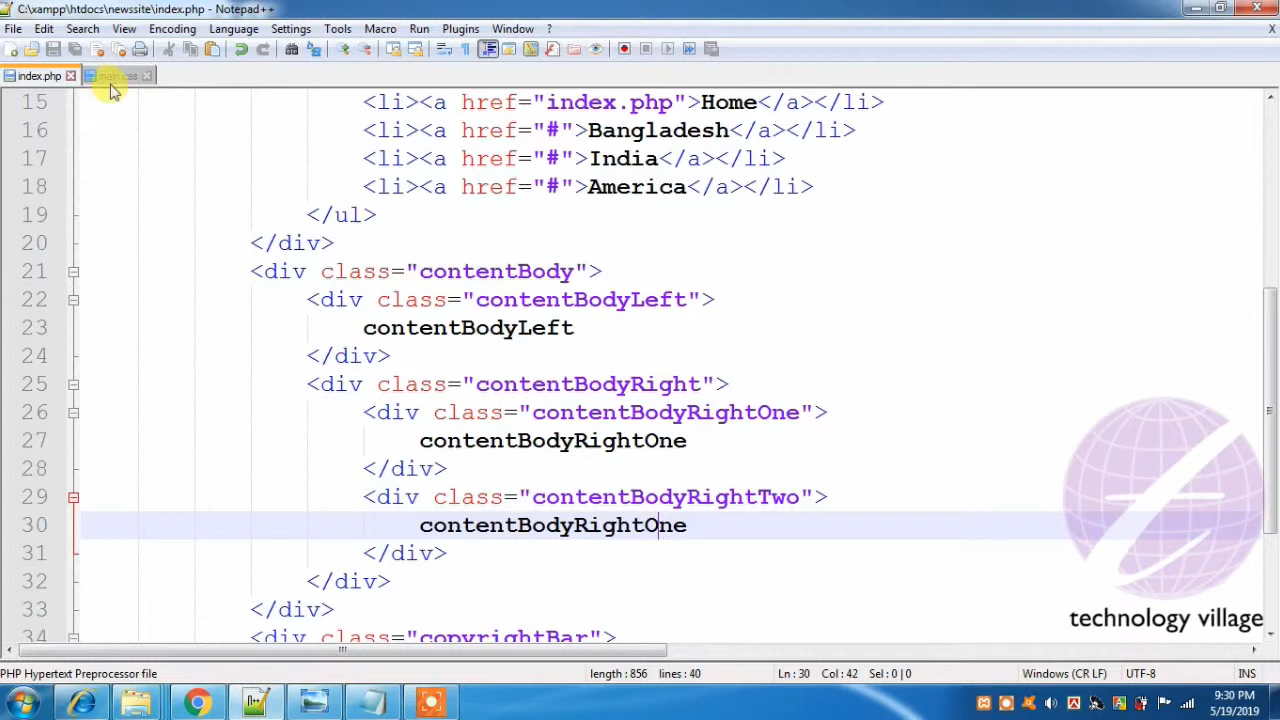 C:\xampp\htdocs\newssite\index.php - Notepad++
File Edit Search View Encoding Language Settings Tools Macro Run Plugins Window ?
X
index.php main.css
15 <li><a href="index.php">Home</a></li>
16 <li><a href="#">Bangladesh</a></li>
17 <li><a href="#">India</a></li>
18 <li><a href="#">America</a></li>
19 </ul>
20 </div>
21 <div class="contentBody">
22 <div class="contentBodyLeft">
23 contentBodyLeft
24 </div>
25 <div class="contentBodyRight">
26 <div class="contentBodyRightOne">
27 contentBodyRightOne
28 </div>
29 <div class="contentBodyRightTwo">
30 contentBodyRightOne
31 </div>
32 </div>
33 </div>
34 <div class="copyrightBar">
technology village
PHP Hypertext Preprocessor file length : 856 lines : 40 Ln : 30 Col : 42 Sel : 0 | 0 Windows (CR LF) UTF-8 INS
9:30 PM
5/19/2019